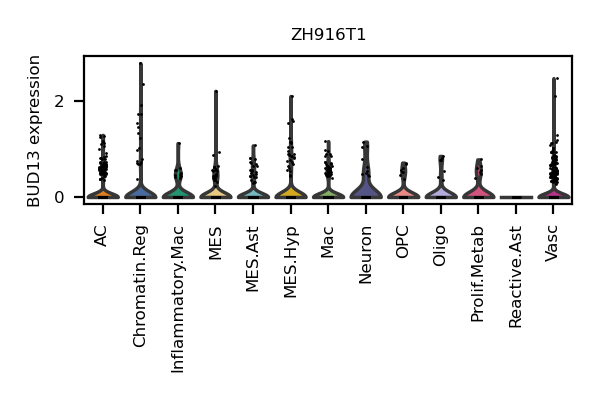 ZH916T1
BUD13 expression
2
0
AC
Chromatin.Reg
Inflammatory.Mac
MES
MES.Ast
MES.Hyp
Mac
Neuron
OPC
Oligo
Prolif.Metab
Reactive.Ast
Vasc